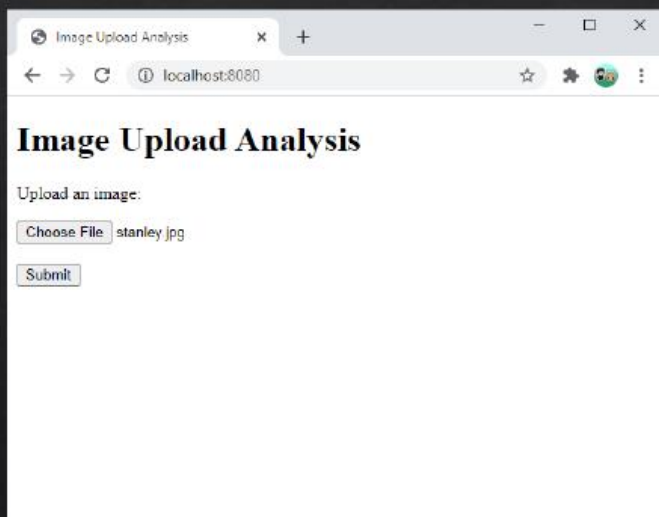 Image Upload Analysis
localhost:8080
Image Upload Analysis
Upload an image:
Choose File stanley.jpg
Submit